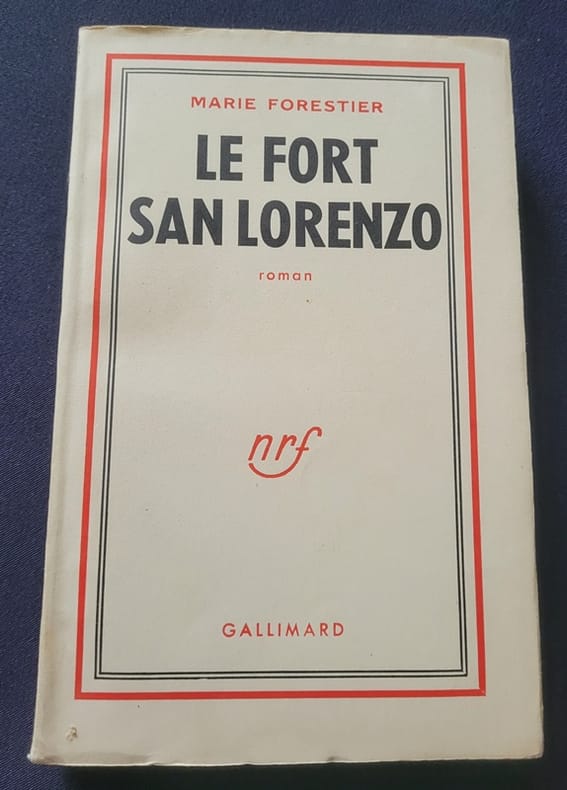 MARIE FORESTIER
LE FORT
SAN LORENZO
roman
nrf
GALLIMARD